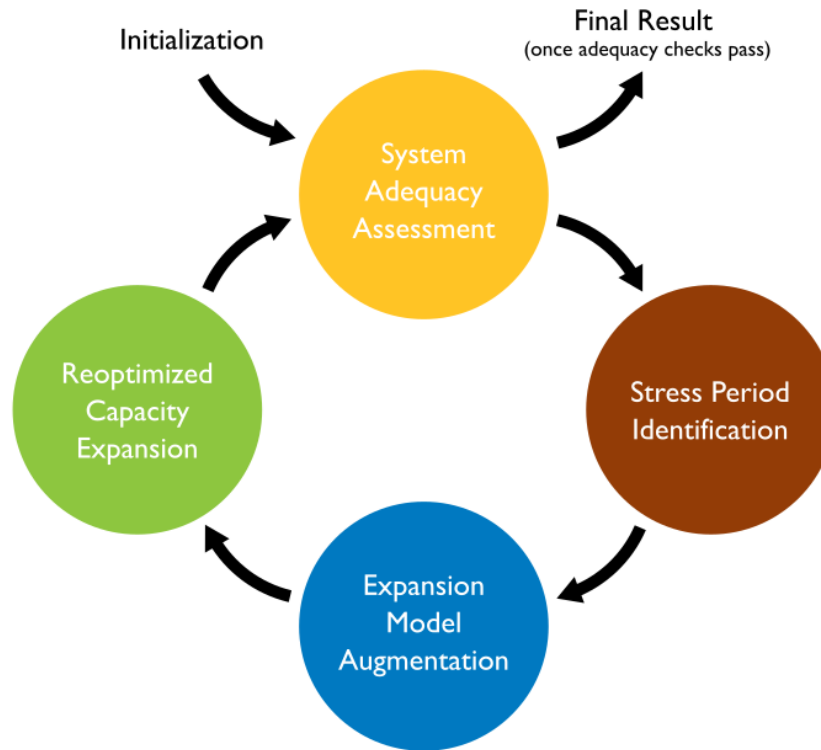 Initialization
Final Result
(once adequacy checks pass)
System
Adequacy
Assessment
Stress Period
Identification
Expansion
Model
Augmentation
Reoptimized
Capacity
Expansion